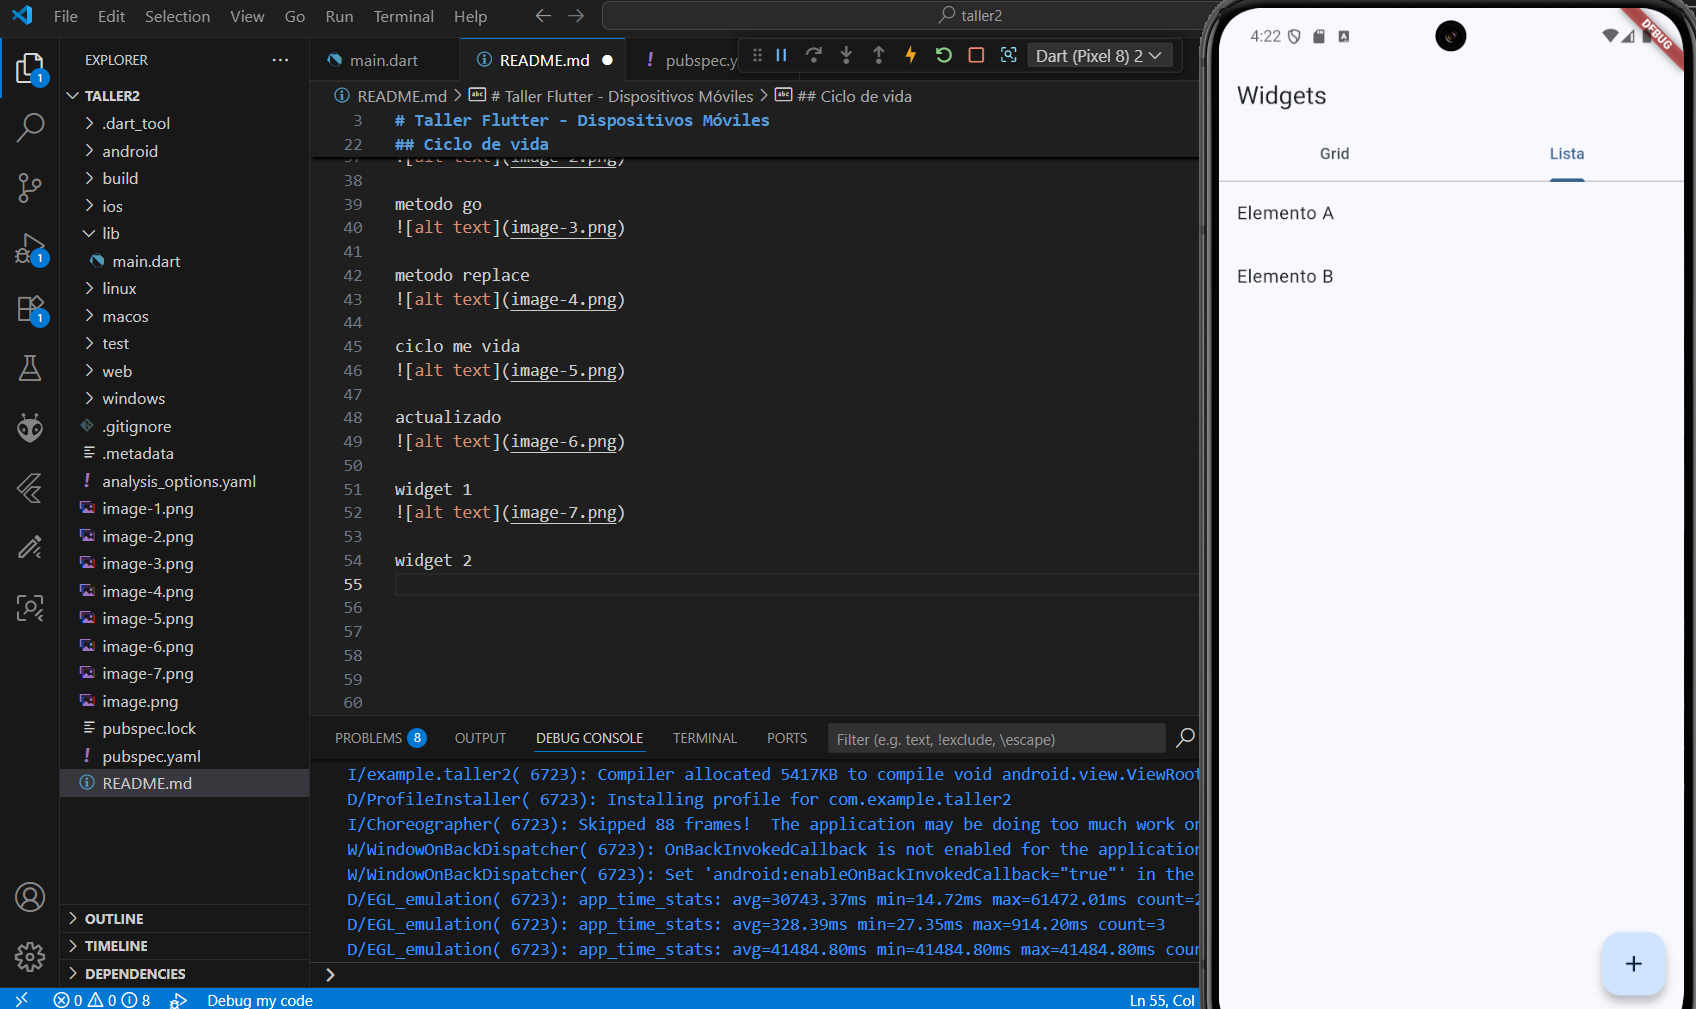 File Edit Selection View Go Run Terminal Help
taller2
EXPLORER
TALLER2
.dart_tool
android
build
ios
lib
main.dart
linux
macos
test
web
windows
.gitignore
.metadata
analysis_options.yaml
image-1.png
image-2.png
image-3.png
image-4.png
image-5.png
image-6.png
image-7.png
image.png
pubspec.lock
pubspec.yaml
README.md
OUTLINE
TIMELINE
DEPENDENCIES
1
1
1
main.dart
README.md
pubspec.y
Dart (Pixel 8) 2
README.md > # Taller Flutter - Dispositivos Móviles > ## Ciclo de vida
3 # Taller Flutter - Dispositivos Móviles
22 ## Ciclo de vida
37 ![alt text](image-2.png)
38
39 metodo go
40 ![alt text](image-3.png)
41
42 metodo replace
43 ![alt text](image-4.png)
44
45 ciclo me vida
46 ![alt text](image-5.png)
47
48 actualizado
49 ![alt text](image-6.png)
50
51 widget 1
52 ![alt text](image-7.png)
53
54 widget 2
55
56
57
58
59
60
PROBLEMS 8 OUTPUT DEBUG CONSOLE TERMINAL PORTS Filter (e.g. text, !exclude, \escape)
I/example.taller2( 6723): Compiler allocated 5417KB to compile void android.view.ViewRoot
D/ProfileInstaller( 6723): Installing profile for com.example.taller2
I/Choreographer( 6723): Skipped 88 frames!  The application may be doing too much work on
W/WindowOnBackDispatcher( 6723): OnBackInvokedCallback is not enabled for the application
W/WindowOnBackDispatcher( 6723): Set 'android:enableOnBackInvokedCallback="true"' in the
D/EGL_emulation( 6723): app_time_stats: avg=30743.37ms min=14.72ms max=61472.01ms count=2
D/EGL_emulation( 6723): app_time_stats: avg=328.39ms min=27.35ms max=914.20ms count=3
D/EGL_emulation( 6723): app_time_stats: avg=41484.80ms min=41484.80ms max=41484.80ms coun
0 0 8 Debug my code
Ln 55, Col
4:22
DEBUG
Widgets
Grid Lista
Elemento A
Elemento B
+